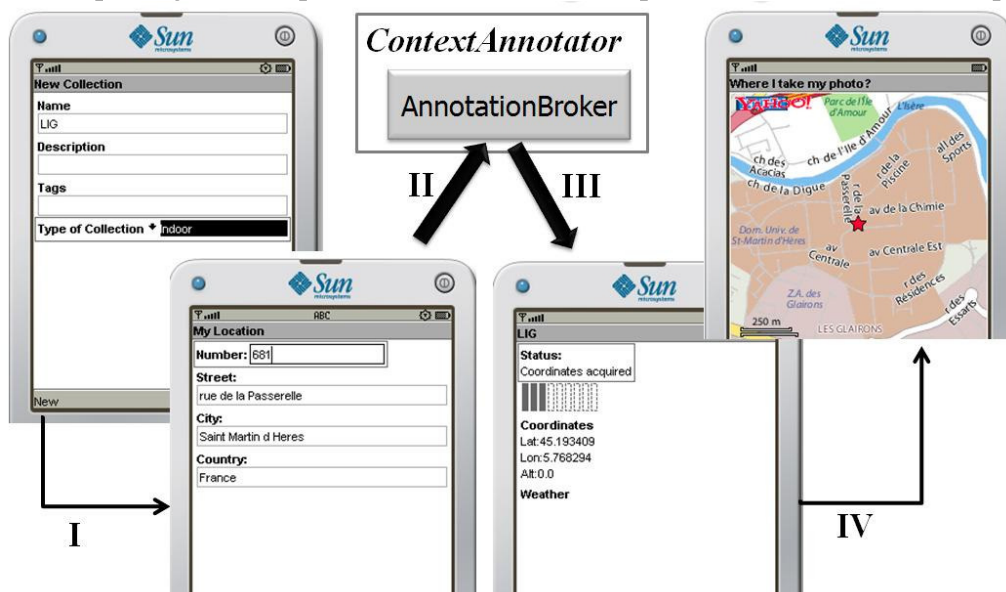 Sun
microsystems
New Collection
Name
LIG
Description
Tags
Type of Collection
Indoor
New
I
Sun
microsystems
ABC
My Location
Number: 681
Street:
rue de la Passerelle
City:
Saint Martin d Heres
Country:
France
II
ContextAnnotator
AnnotationBroker
III
Sun
microsystems
LIG
Status:
Coordinates acquired
Coordinates
Lat:45.193409
Lon:5.768294
Alt:0.0
Weather
IV
Sun
microsystems
Where I take my photo?
YAHOO!
Parc de l'Ile
d'Amour
L'Isère
ch des
Acacias
ch de l'Ile d'Amour
ch de la Digue
r de la
Passerelle
r de la
Piscine
all des
Sports
av de la Chimie
Dom. Univ. de
St-Martin d'Hères
av
Centrale
av Centrale Est
r des
Résidences
Z.A. des
Glairons
r des
Essarts
250 m
LES GLAIRONS